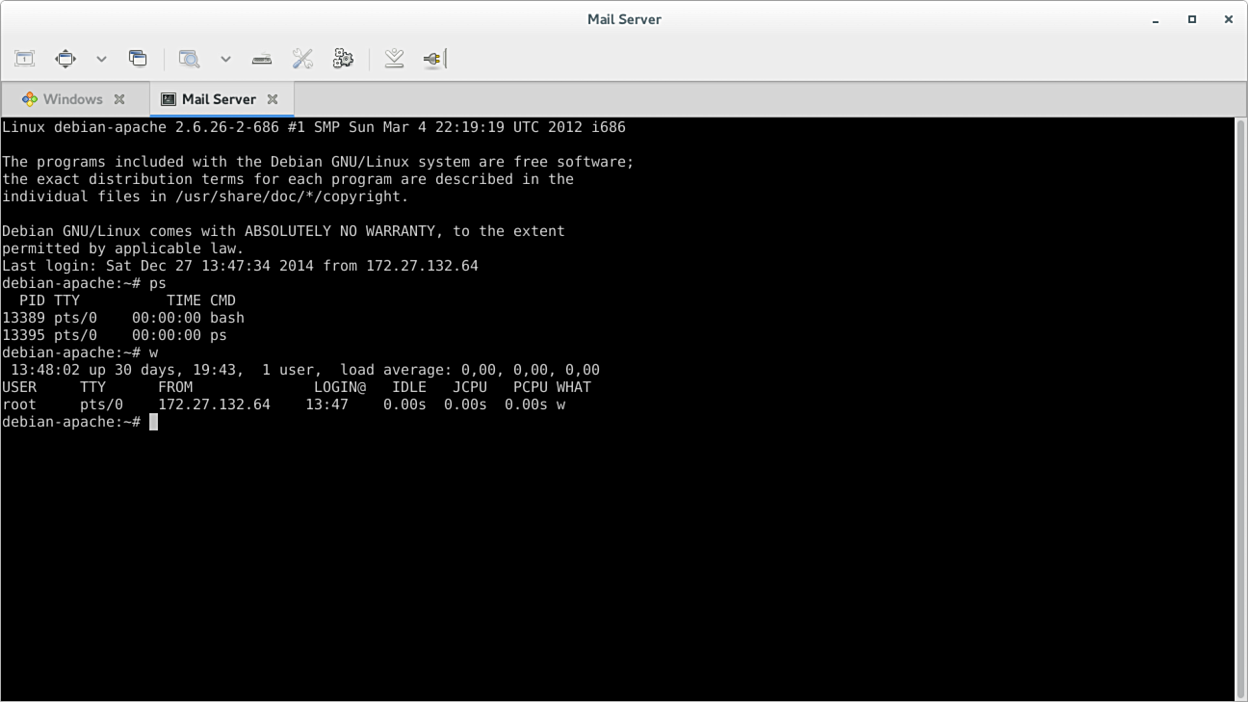 Mail Server
Windows
Mail Server
Linux debian-apache 2.6.26-2-686 #1 SMP Sun Mar 4 22:19:19 UTC 2012 i686
The programs included with the Debian GNU/Linux system are free software;
the exact distribution terms for each program are described in the
individual files in /usr/share/doc/*/copyright.
Debian GNU/Linux comes with ABSOLUTELY NO WARRANTY, to the extent
permitted by applicable law.
Last login: Sat Dec 27 13:47:34 2014 from 172.27.132.64
debian-apache:~# ps
  PID TTY          TIME CMD
13389 pts/0    00:00:00 bash
13395 pts/0    00:00:00 ps
debian-apache:~# w
 13:48:02 up 30 days, 19:43,  1 user,  load average: 0,00, 0,00, 0,00
USER     TTY      FROM              LOGIN@   IDLE   JCPU   PCPU WHAT
root     pts/0    172.27.132.64    13:47    0.00s  0.00s  0.00s w
debian-apache:~#